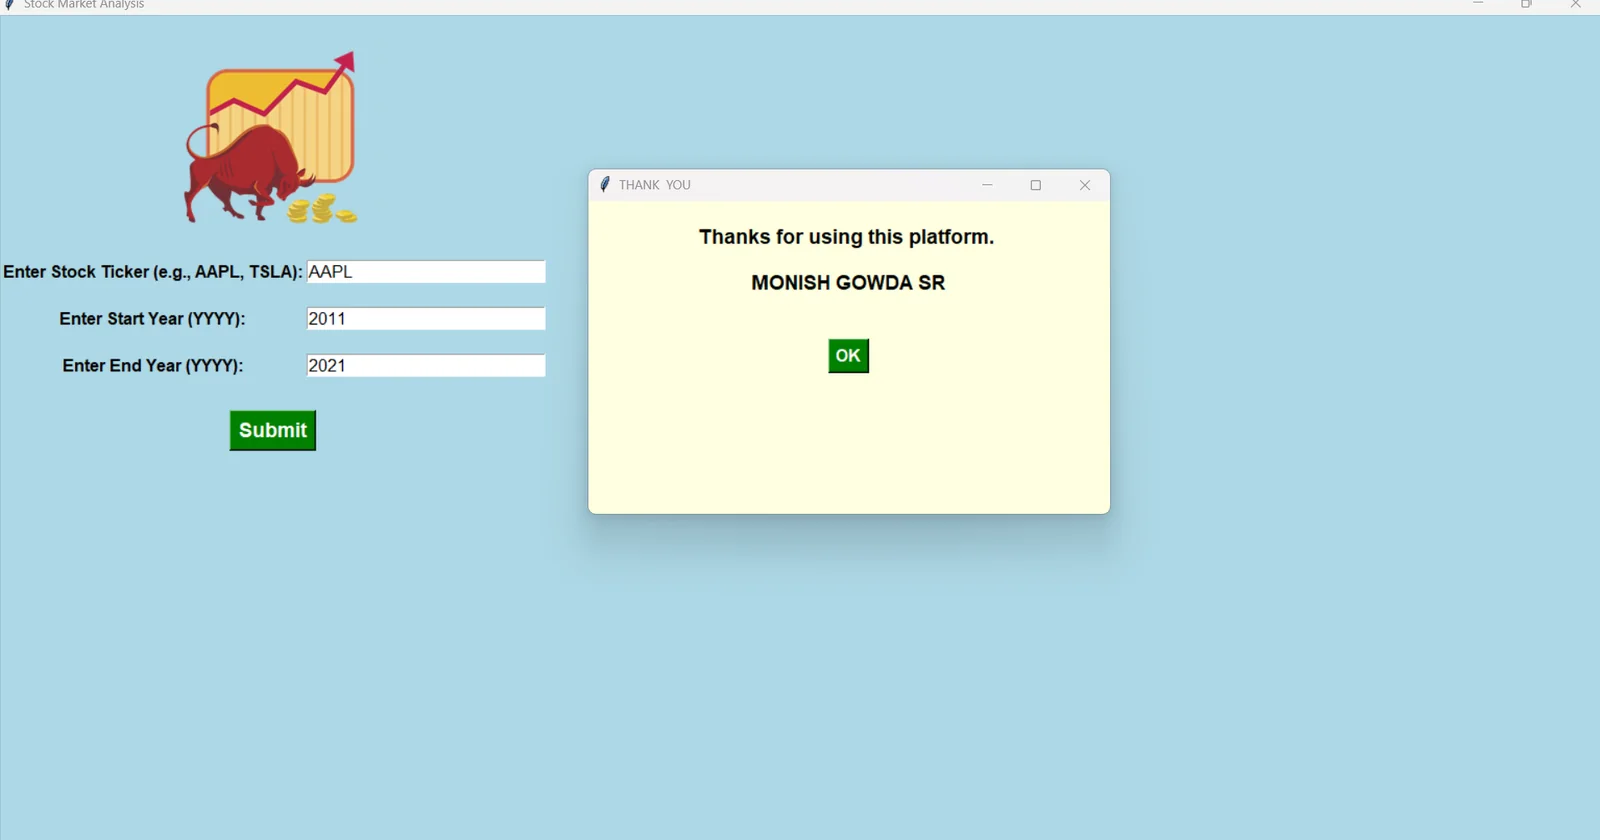 Stock Market Analysis
Enter Stock Ticker (e.g., AAPL, TSLA): AAPL
Enter Start Year (YYYY): 2011
Enter End Year (YYYY): 2021
Submit
THANK YOU
Thanks for using this platform.
MONISH GOWDA SR
OK